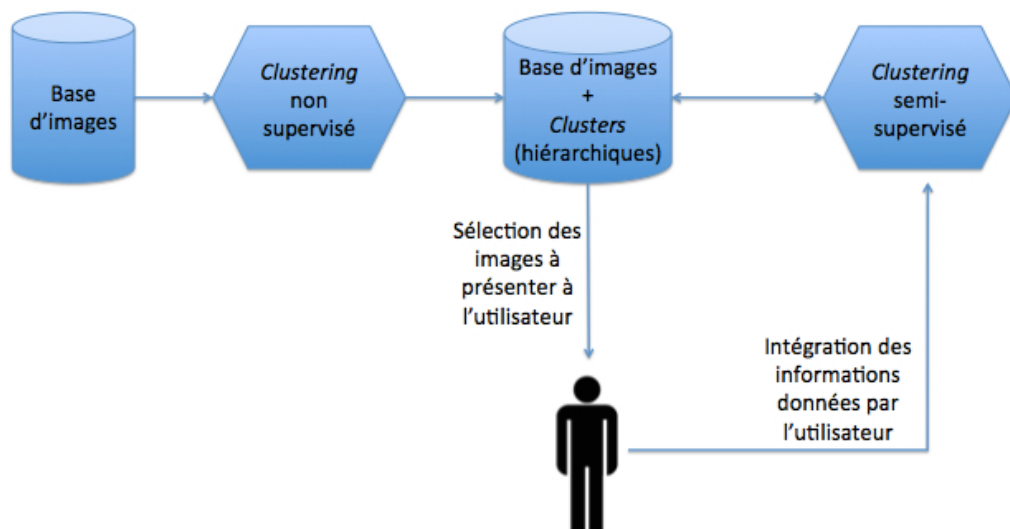 Base
d'images
Clustering
non
supervisé
Base d'images
+
Clusters
(hiérarchiques)
Clustering
semi-
supervisé
Sélection des
images à
présenter à
l'utilisateur
Intégration des
informations
données par
l'utilisateur